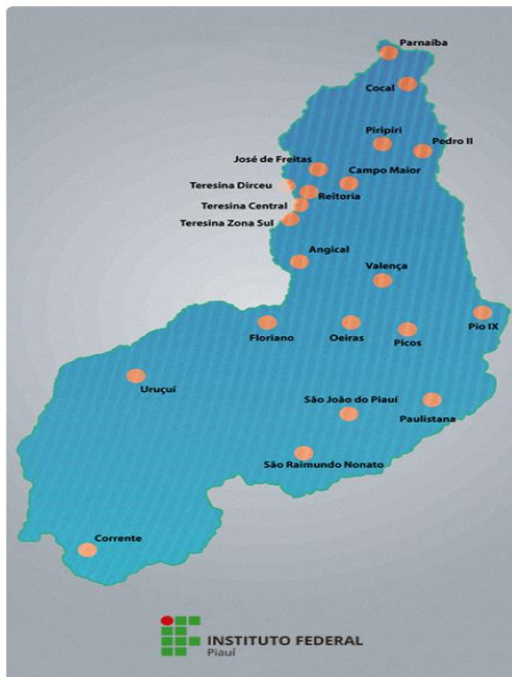 Parnaíba
Cocal
Piripiri
Pedro II
José de Freitas
Campo Maior
Teresina Dirceu
Reitoria
Teresina Central
Teresina Zona Sul
Angical
Valença
Pio IX
Floriano
Oeiras
Picos
Uruçuí
São João do Piauí
Paulistana
São Raimundo Nonato
Corrente
INSTITUTO FEDERAL
Piauí